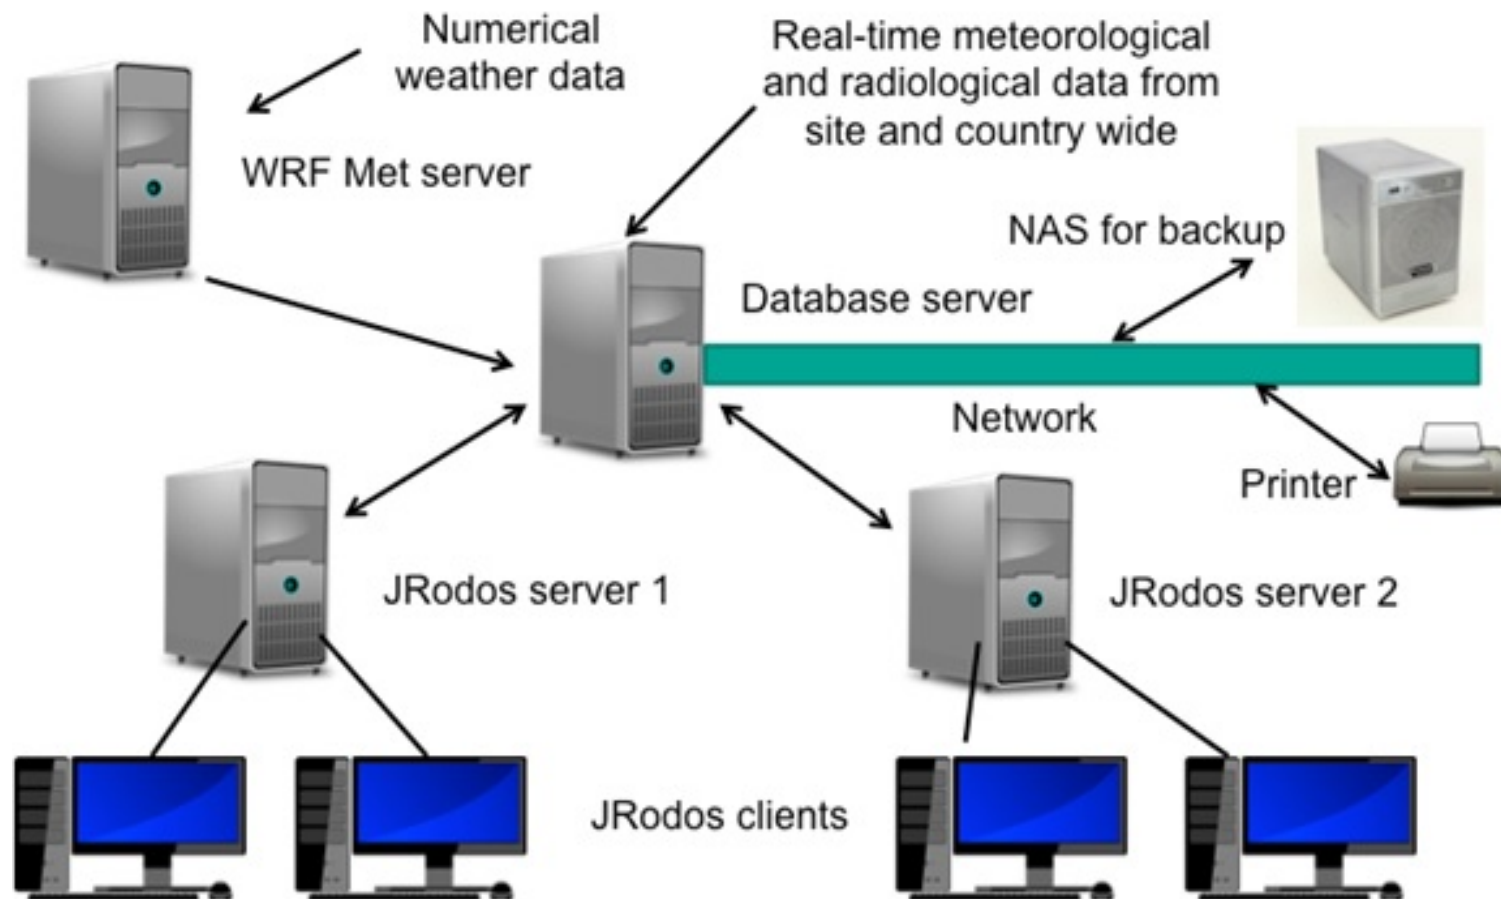 Numerical
weather data
Real-time meteorological
and radiological data from
site and country wide
WRF Met server
NAS for backup
Database server
Network
Printer
JRodos server 1
JRodos server 2
JRodos clients